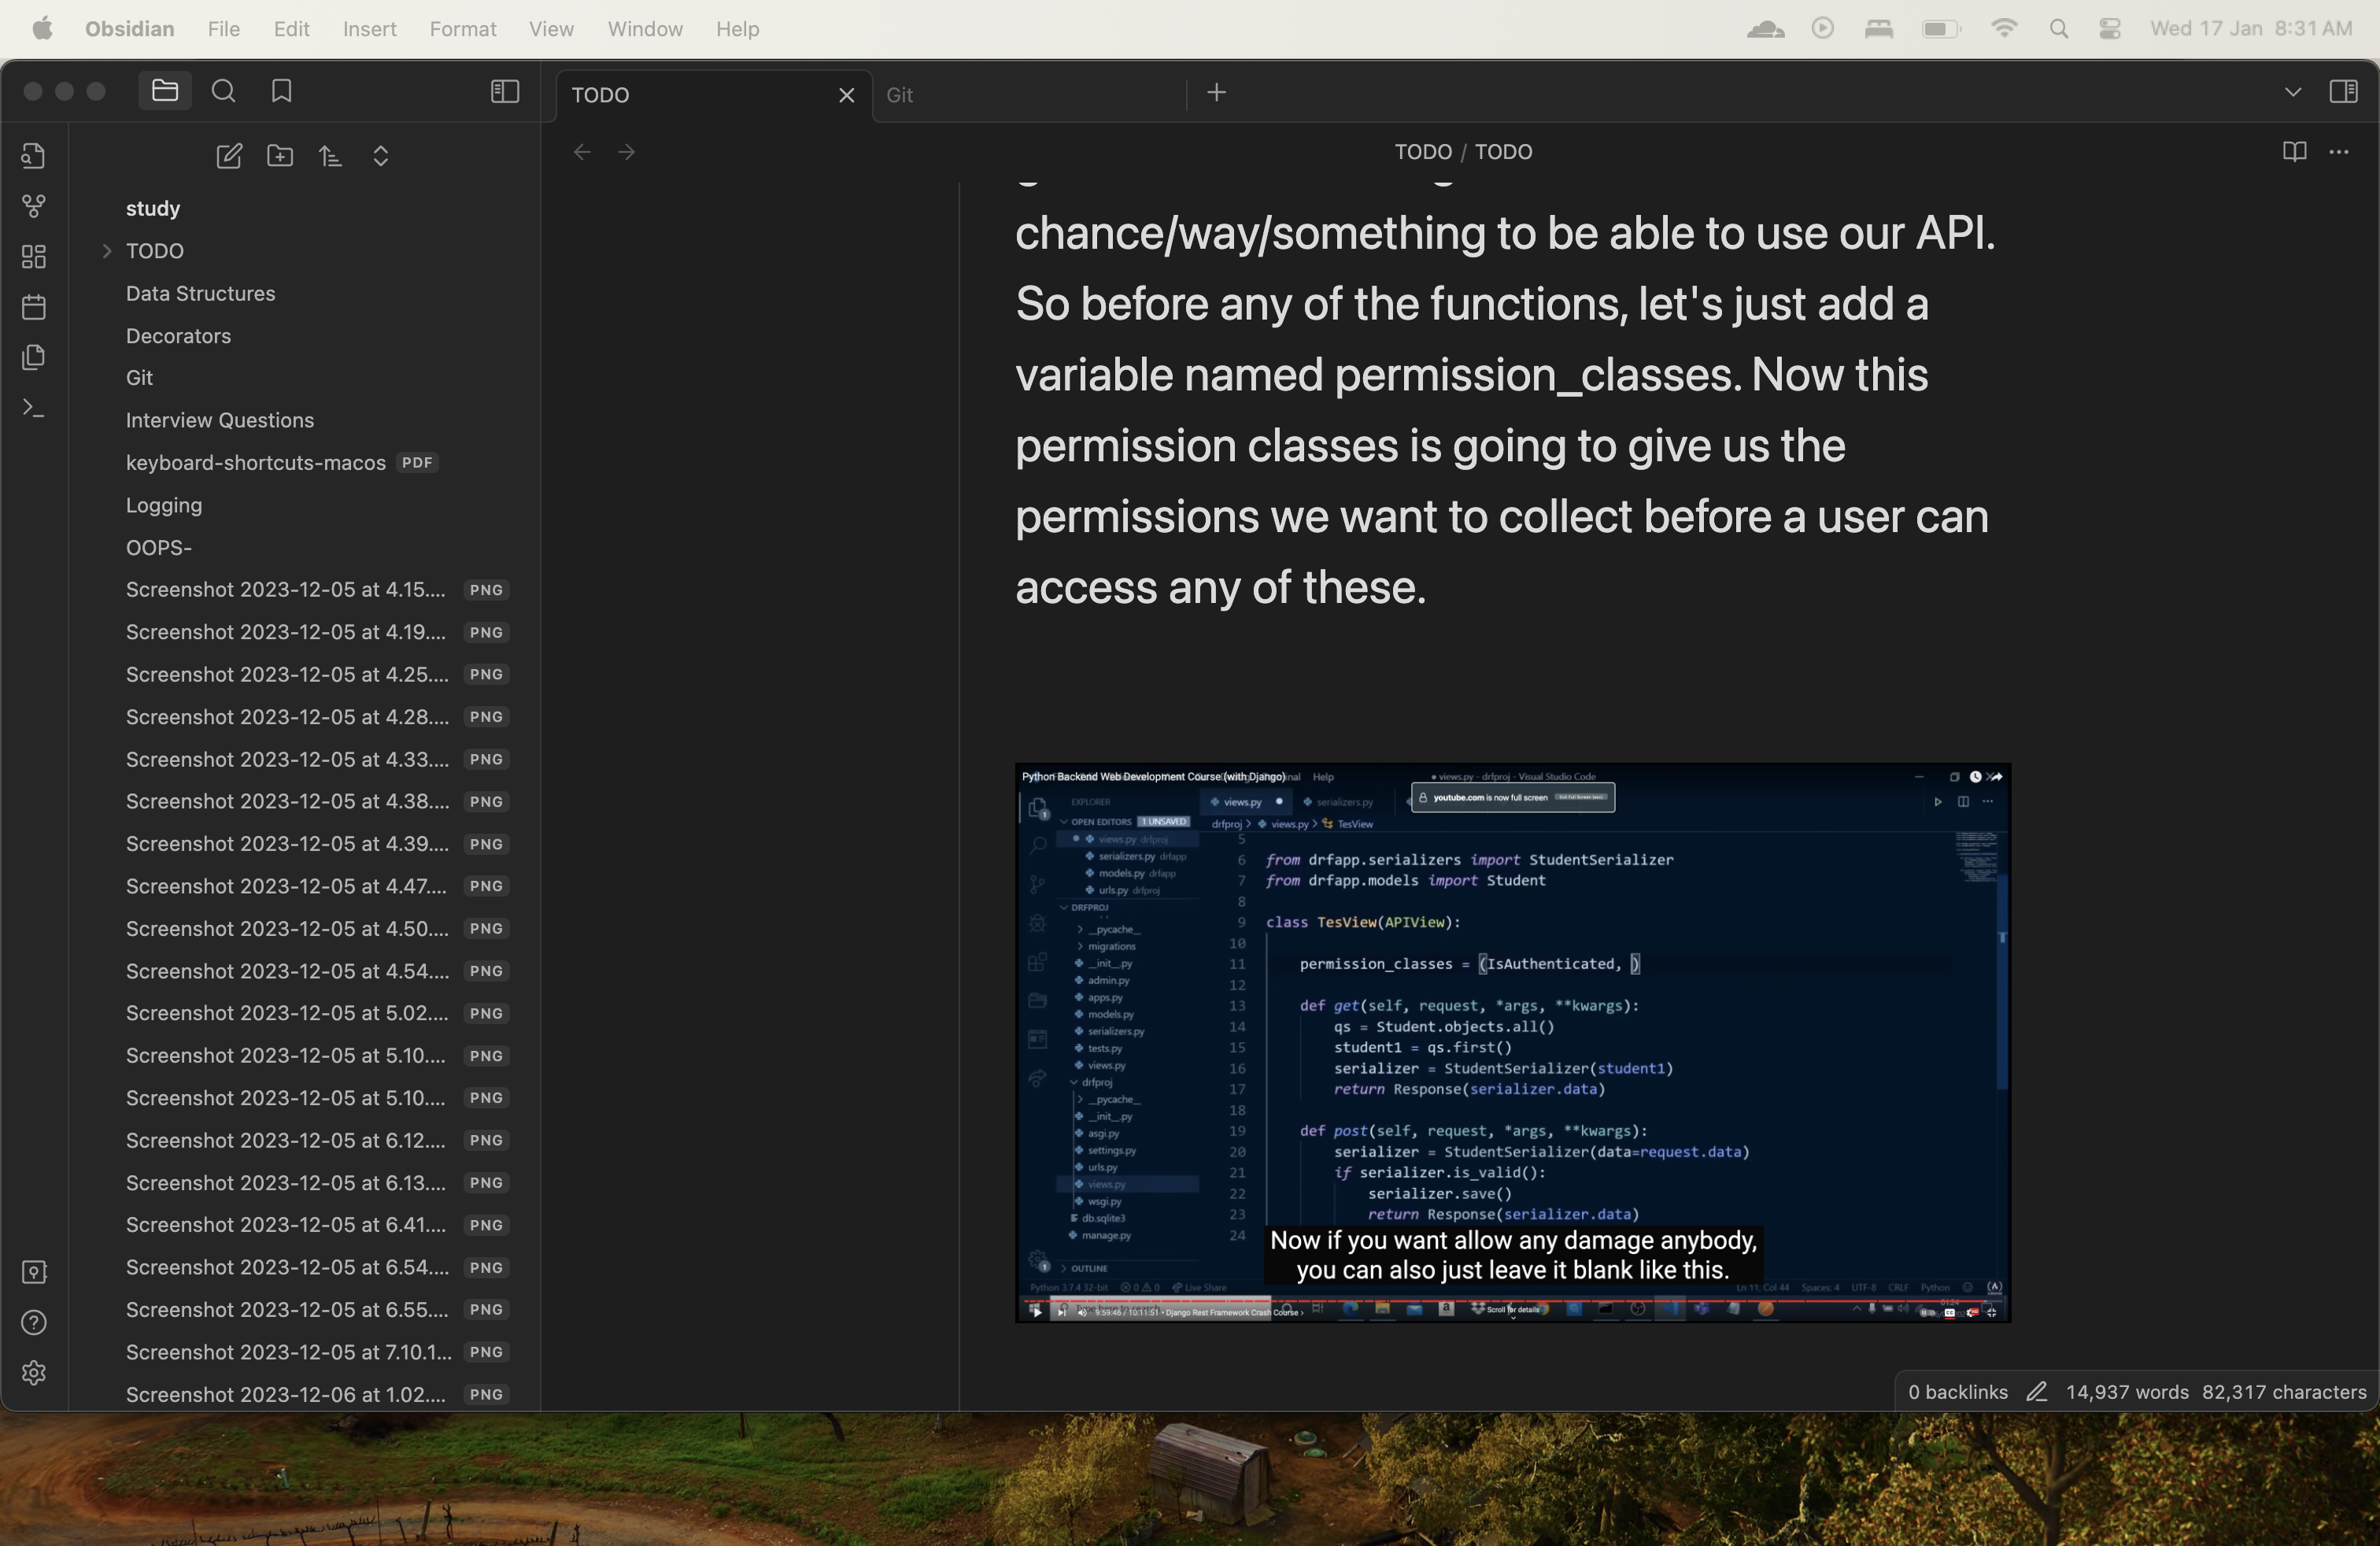 Obsidian File Edit Insert Format View Window Help Wed 17 Jan 8:31 AM
TODO Git
TODO / TODO
study
TODO
Data Structures
Decorators
Git
Interview Questions
keyboard-shortcuts-macos PDF
Logging
OOPS-
Screenshot 2023-12-05 at 4.15.... PNG
Screenshot 2023-12-05 at 4.19.... PNG
Screenshot 2023-12-05 at 4.25.... PNG
Screenshot 2023-12-05 at 4.28.... PNG
Screenshot 2023-12-05 at 4.33.... PNG
Screenshot 2023-12-05 at 4.38.... PNG
Screenshot 2023-12-05 at 4.39.... PNG
Screenshot 2023-12-05 at 4.47.... PNG
Screenshot 2023-12-05 at 4.50.... PNG
Screenshot 2023-12-05 at 4.54.... PNG
Screenshot 2023-12-05 at 5.02.... PNG
Screenshot 2023-12-05 at 5.10.... PNG
Screenshot 2023-12-05 at 5.10.... PNG
Screenshot 2023-12-05 at 6.12.... PNG
Screenshot 2023-12-05 at 6.13.... PNG
Screenshot 2023-12-05 at 6.41.... PNG
Screenshot 2023-12-05 at 6.54.... PNG
Screenshot 2023-12-05 at 6.55.... PNG
Screenshot 2023-12-05 at 7.10.1... PNG
Screenshot 2023-12-06 at 1.02.... PNG
chance/way/something to be able to use our API.
So before any of the functions, let's just add a
variable named permission_classes. Now this
permission classes is going to give us the
permissions we want to collect before a user can
access any of these.
Python Backend Web Development Course (with Django) Help views.py - drfproj - Visual Studio Code
youtube.com is now full screen
EXPLORER
OPEN EDITORS 1 UNSAVED
views.py drfproj
serializers.py drfapp
models.py drfapp
urls.py drfproj
DRFPROJ
__pycache__
migrations
__init__.py
admin.py
apps.py
models.py
serializers.py
tests.py
views.py
drfproj
__pycache__
__init__.py
asgi.py
settings.py
urls.py
views.py
wsgi.py
db.sqlite3
manage.py
OUTLINE
views.py serializers.py
drfproj > views.py > TesView
5
6 from drfapp.serializers import StudentSerializer
7 from drfapp.models import Student
8
9 class TesView(APIView):
10
11 permission_classes = (IsAuthenticated, )
12
13 def get(self, request, *args, **kwargs):
14 qs = Student.objects.all()
15 student1 = qs.first()
16 serializer = StudentSerializer(student1)
17 return Response(serializer.data)
18
19 def post(self, request, *args, **kwargs):
20 serializer = StudentSerializer(data=request.data)
21 if serializer.is_valid():
22 serializer.save()
23 return Response(serializer.data)
24
Now if you want allow any damage anybody,
you can also just leave it blank like this.
Python 3.7.4 32-bit 0 0 Live Share Ln 11, Col 44 Spaces: 4 UTF-8 CRLF Python
9:59:46 / 10:11:51 • Django Rest Framework Crash Course > Scroll for details
0 backlinks 14,937 words 82,317 characters